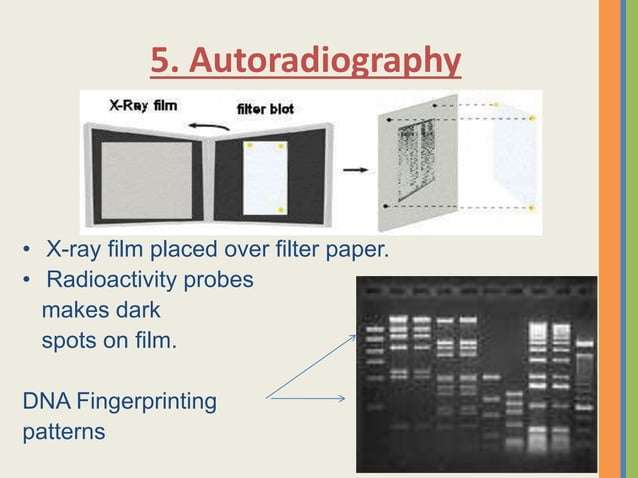 5. Autoradiography
X-Ray film
filter blot
• X-ray film placed over filter paper.
• Radioactivity probes
makes dark
spots on film.
DNA Fingerprinting
patterns